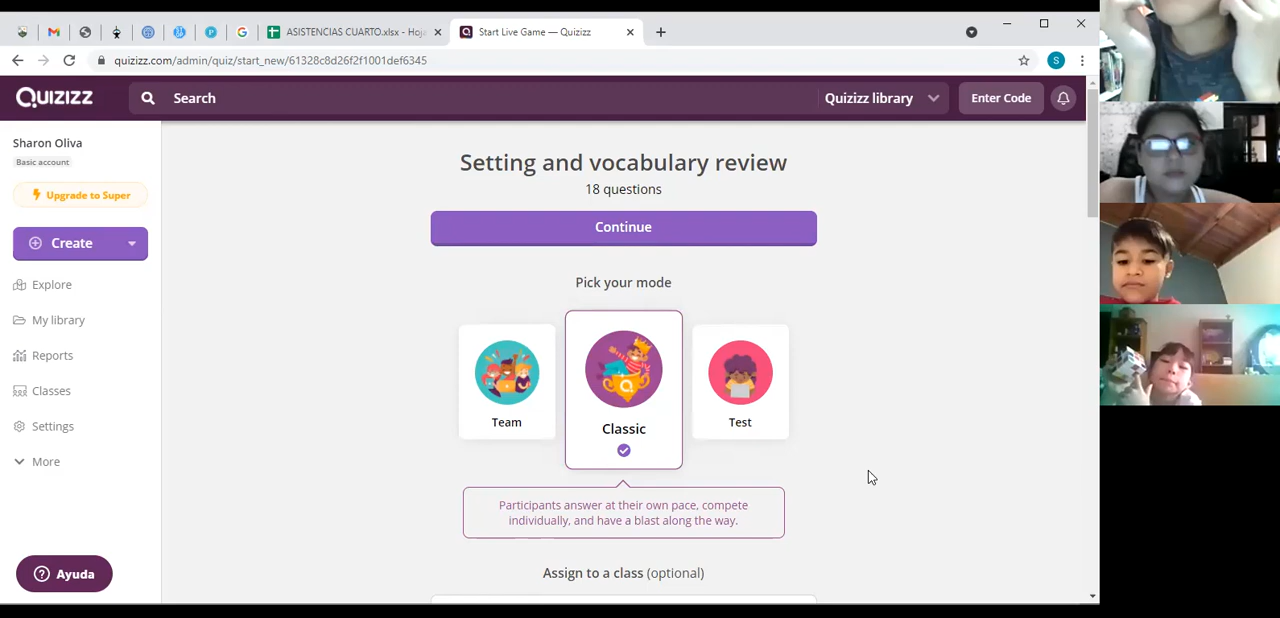 ASISTENCIAS CUARTO.xlsx - Hoja
Start Live Game — Quizizz
quizizz.com/admin/quiz/start_new/61328c8d26f2f1001def6345
S
QUIZIZZ
Search
Quizizz library
Enter Code
Sharon Oliva
Basic account
Upgrade to Super
Create
Explore
My library
Reports
Classes
Settings
More
Ayuda
Setting and vocabulary review
18 questions
Continue
Pick your mode
Team
Classic
Test
Participants answer at their own pace, compete
individually, and have a blast along the way.
Assign to a class (optional)